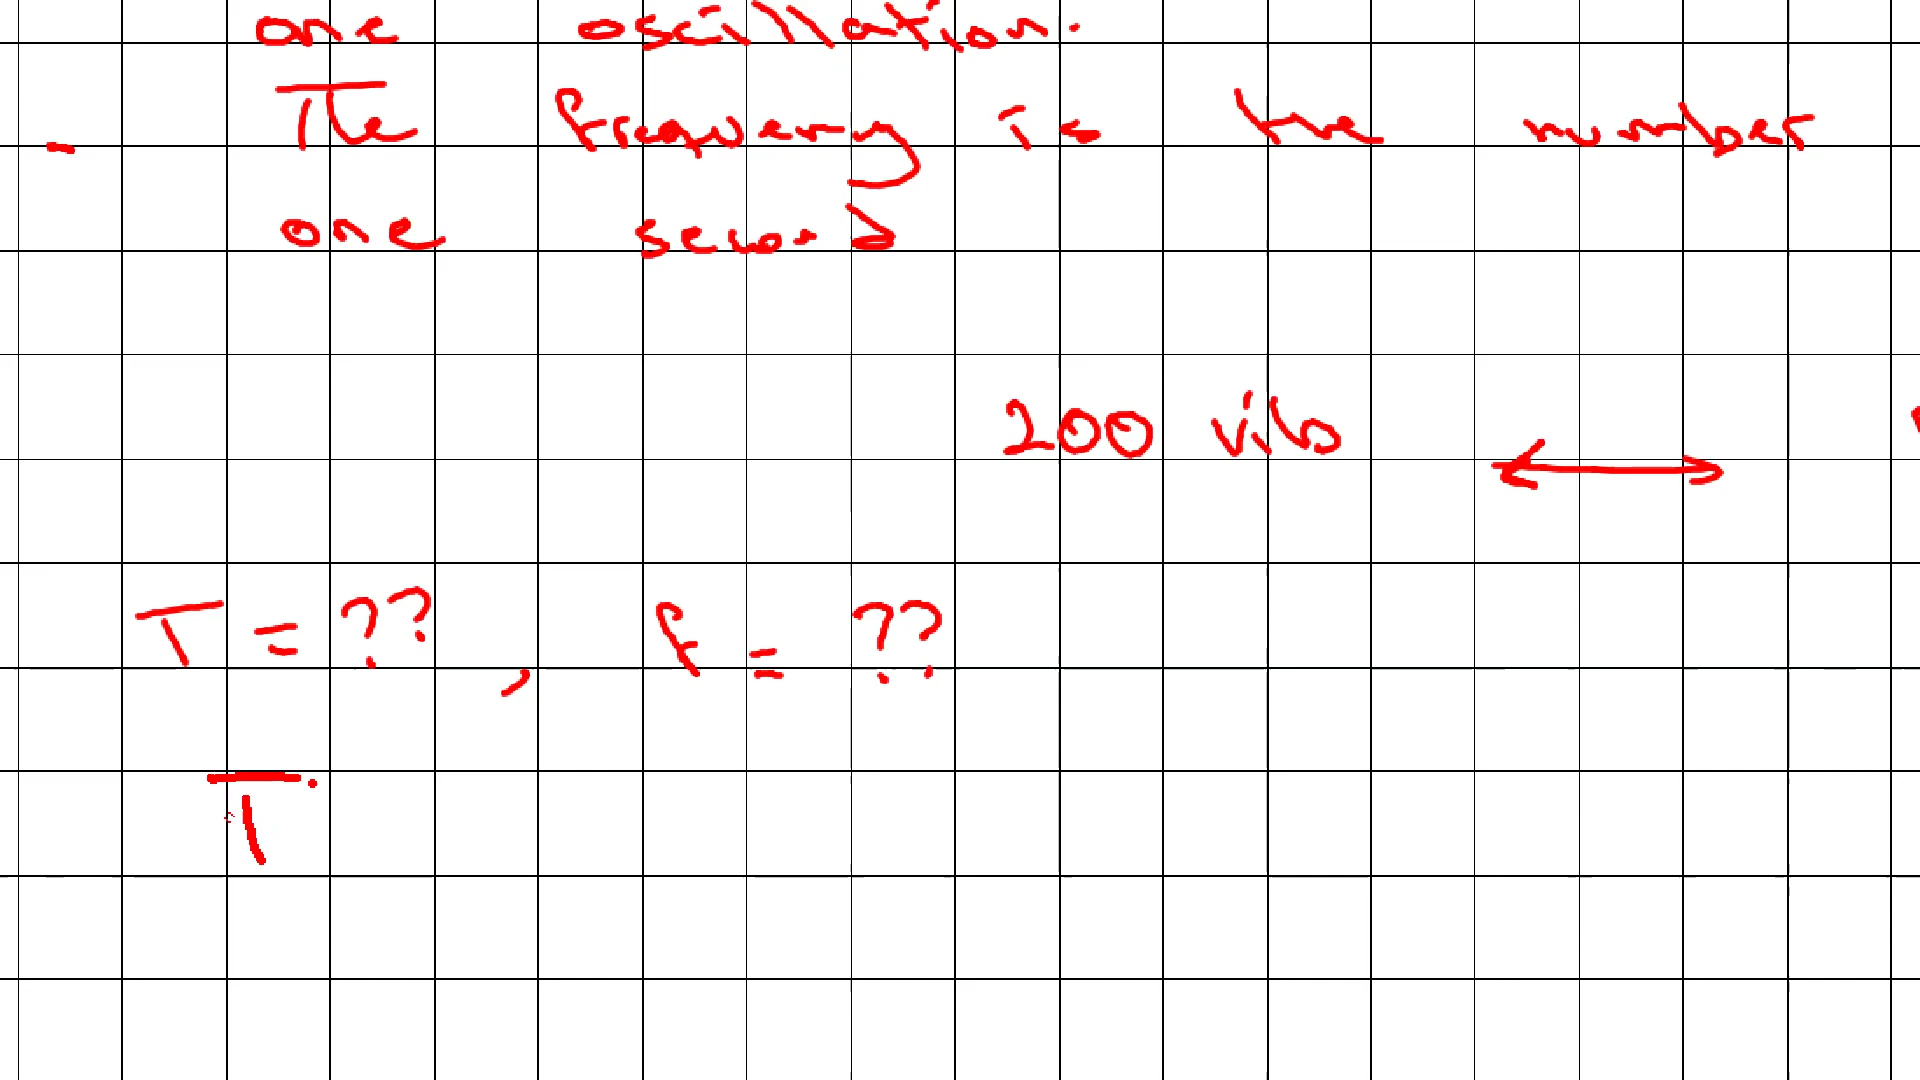 one oscillation.
- The frequency is the number
one second
200 vib
T = ?? , f = ??
T